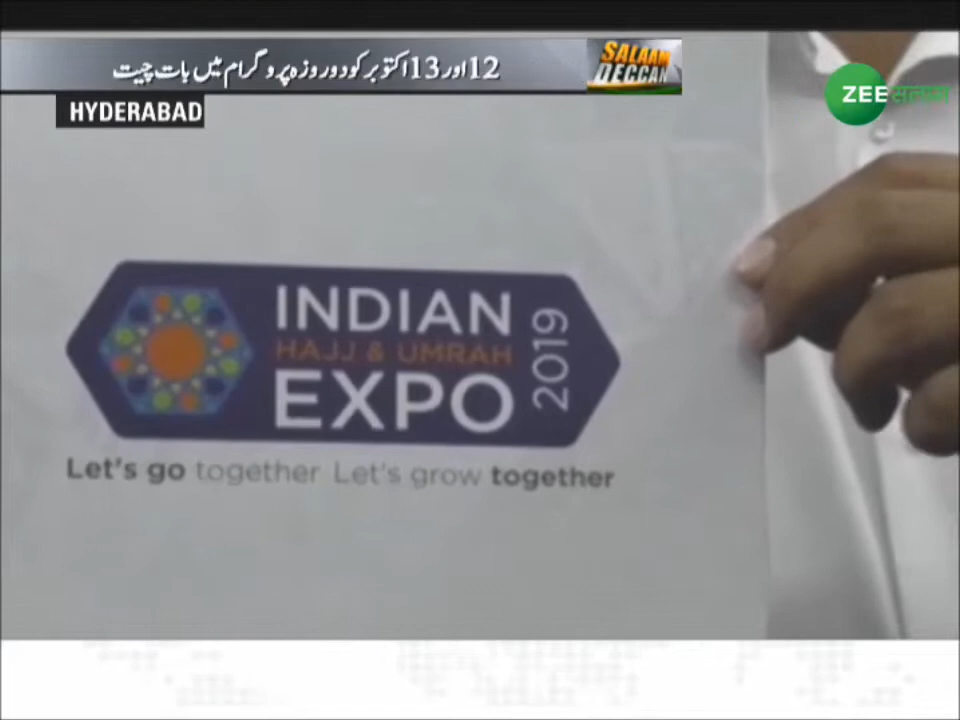 12 اور 13 اکتوبر کو دو روزہ پروگرام میں بات چیت
SALAAM
DECCAN
HYDERABAD
ZEE सलाम
INDIAN
HAJJ & UMRAH
EXPO
2019
Let's go together Let's grow together